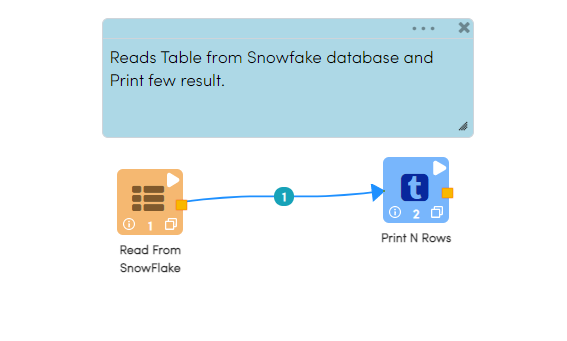 Reads Table from Snowfake database and
Print few result.
1
t
1
2
Read From
SnowFlake
Print N Rows